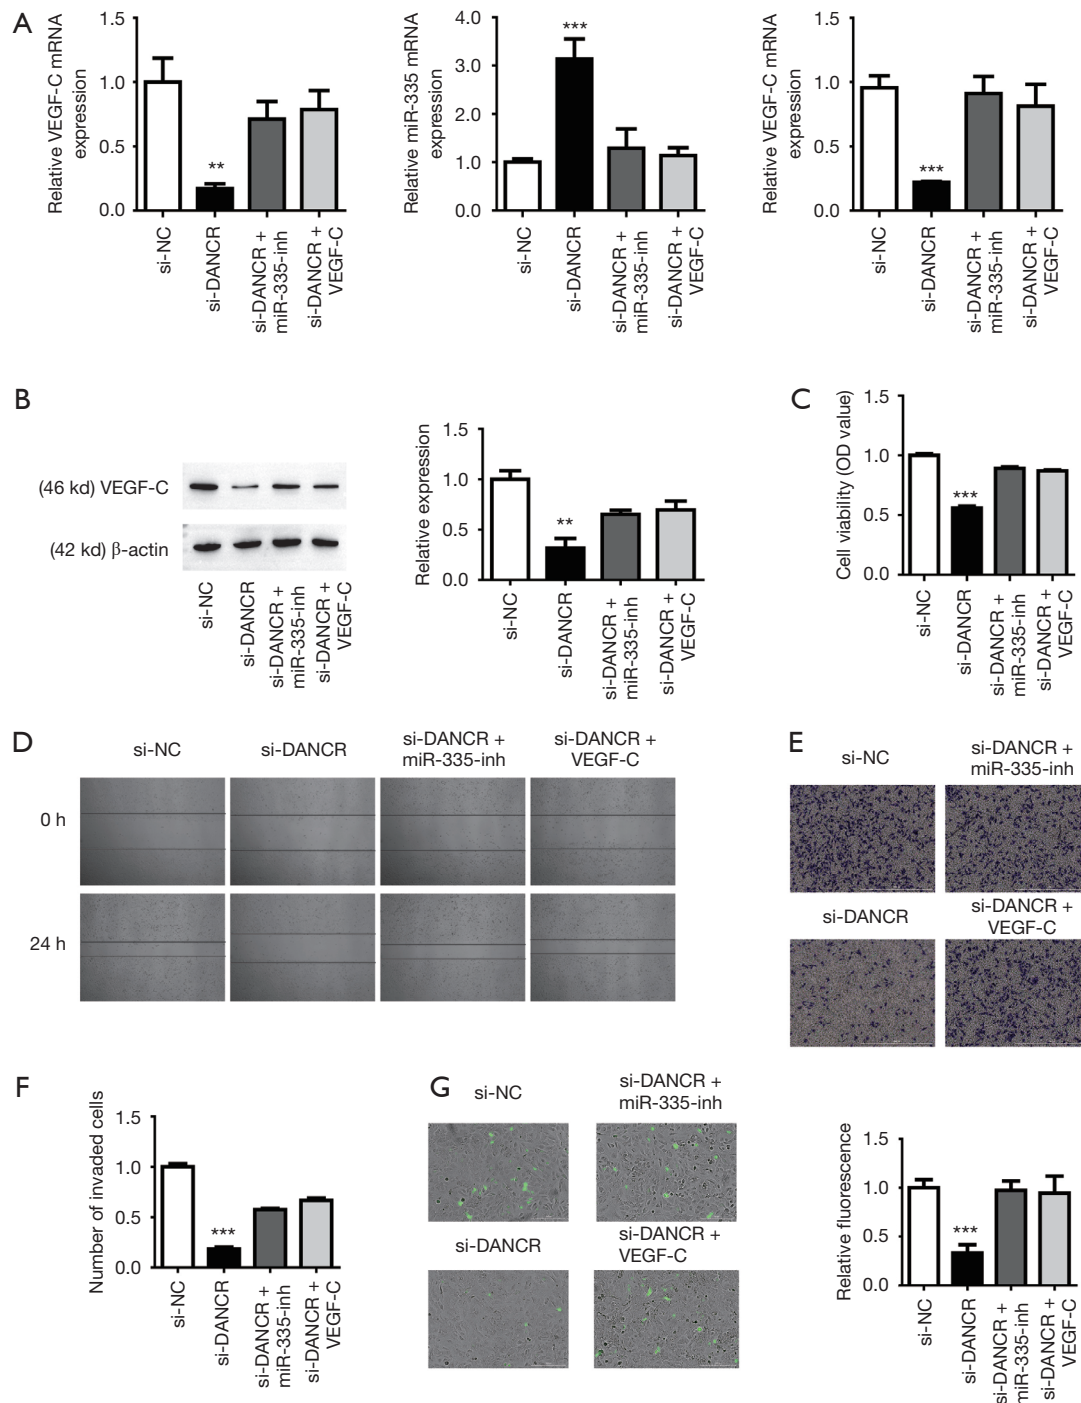 A
Relative VEGF-C mRNA
expression
1.5
1.0
0.5
0.0
**
si-NC
si-DANCR
si-DANCR +
miR-335-inh
si-DANCR +
VEGF-C
Relative miR-335 mRNA
expression
4.0
3.0
2.0
1.0
0.0
***
si-NC
si-DANCR
si-DANCR +
miR-335-inh
si-DANCR +
VEGF-C
Relative VEGF-C mRNA
expression
1.5
1.0
0.5
0.0
***
si-NC
si-DANCR
si-DANCR +
miR-335-inh
si-DANCR +
VEGF-C
B
(46 kd) VEGF-C
(42 kd) β-actin
si-NC
si-DANCR
si-DANCR +
miR-335-inh
si-DANCR +
VEGF-C
Relative expression
1.5
1.0
0.5
0.0
**
si-NC
si-DANCR
si-DANCR +
miR-335-inh
si-DANCR +
VEGF-C
C
Cell viability (OD value)
1.5
1.0
0.5
0.0
***
si-NC
si-DANCR
si-DANCR +
miR-335-inh
si-DANCR +
VEGF-C
D
si-NC
si-DANCR
si-DANCR +
miR-335-inh
si-DANCR +
VEGF-C
0 h
24 h
E
si-NC
si-DANCR +
miR-335-inh
si-DANCR
si-DANCR +
VEGF-C
F
Number of invaded cells
1.5
1.0
0.5
0.0
***
si-NC
si-DANCR
si-DANCR +
miR-335-inh
si-DANCR +
VEGF-C
G
si-NC
si-DANCR +
miR-335-inh
si-DANCR
si-DANCR +
VEGF-C
Relative fluorescence
1.5
1.0
0.5
0.0
***
si-NC
si-DANCR
si-DANCR +
miR-335-inh
si-DANCR +
VEGF-C